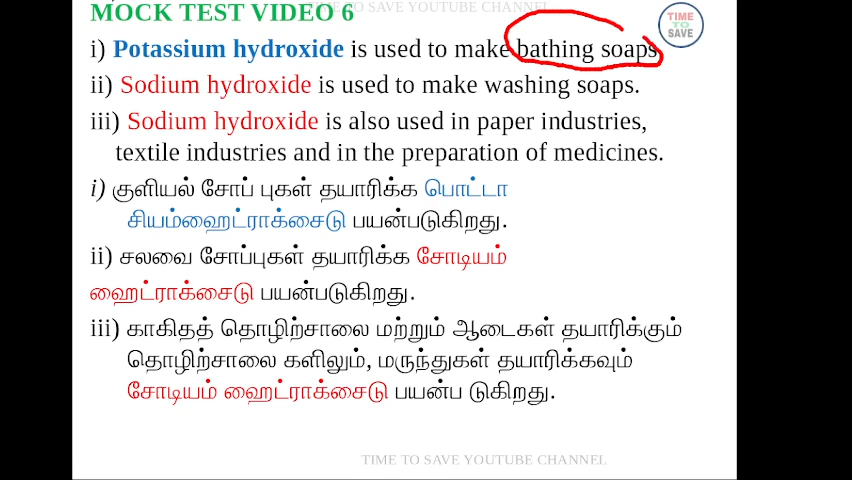 TIME TO SAVE YOUTUBE CHANNEL
MOCK TEST VIDEO 6
TIME TO SAVE
i) Potassium hydroxide is used to make bathing soaps
ii) Sodium hydroxide is used to make washing soaps.
iii) Sodium hydroxide is also used in paper industries,
textile industries and in the preparation of medicines.
i) குளியல் சோப் புகள் தயாரிக்க பொட்டா
சியம்ஹைட்ராக்சைடு பயன்படுகிறது.
ii) சலவை சோப்புகள் தயாரிக்க சோடியம்
ஹைட்ராக்சைடு பயன்படுகிறது.
iii) காகிதத் தொழிற்சாலை மற்றும் ஆடைகள் தயாரிக்கும்
தொழிற்சாலை களிலும், மருந்துகள் தயாரிக்கவும்
சோடியம் ஹைட்ராக்சைடு பயன்ப டுகிறது.
TIME TO SAVE YOUTUBE CHANNEL